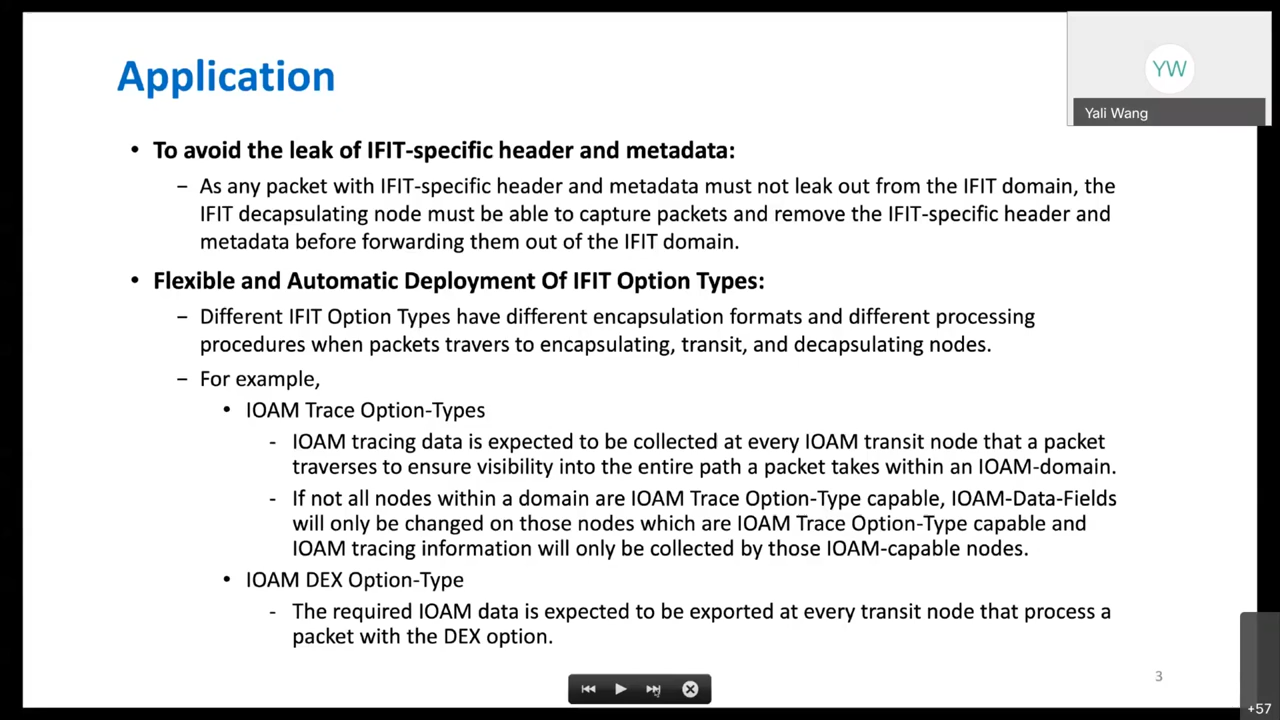 Application
YW
Yali Wang
• To avoid the leak of IFIT-specific header and metadata:
– As any packet with IFIT-specific header and metadata must not leak out from the IFIT domain, the
IFIT decapsulating node must be able to capture packets and remove the IFIT-specific header and
metadata before forwarding them out of the IFIT domain.
• Flexible and Automatic Deployment Of IFIT Option Types:
– Different IFIT Option Types have different encapsulation formats and different processing
procedures when packets travers to encapsulating, transit, and decapsulating nodes.
– For example,
• IOAM Trace Option-Types
- IOAM tracing data is expected to be collected at every IOAM transit node that a packet
traverses to ensure visibility into the entire path a packet takes within an IOAM-domain.
- If not all nodes within a domain are IOAM Trace Option-Type capable, IOAM-Data-Fields
will only be changed on those nodes which are IOAM Trace Option-Type capable and
IOAM tracing information will only be collected by those IOAM-capable nodes.
• IOAM DEX Option-Type
- The required IOAM data is expected to be exported at every transit node that process a
packet with the DEX option.
3
+57